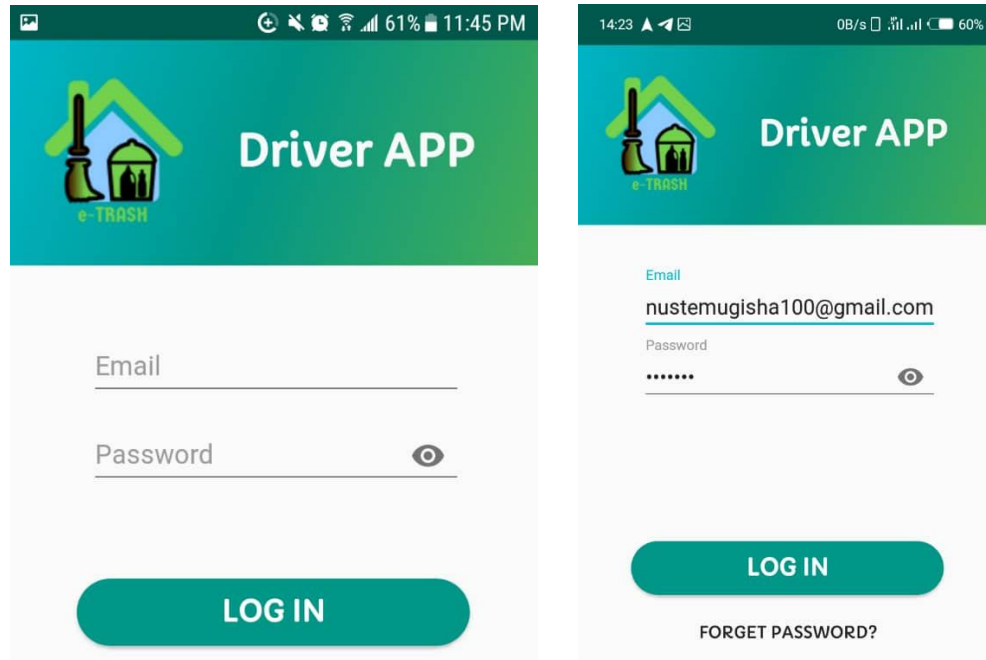 61% 11:45 PM
Driver APP
e-TRASH
Email
Password
LOG IN
14:23 0B/s 60%
Driver APP
e-TRASH
Email
nustemugisha100@gmail.com
Password
•••••••
LOG IN
FORGET PASSWORD?